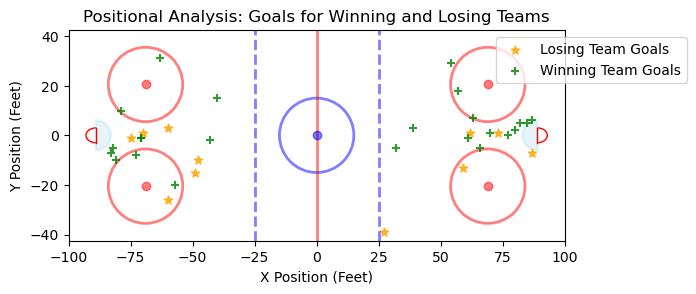 Positional Analysis: Goals for Winning and Losing Teams
Losing Team Goals
Winning Team Goals
Y Position (Feet)
40
20
0
−20
−40
−100
−75
−50
−25
0
25
50
75
100
X Position (Feet)